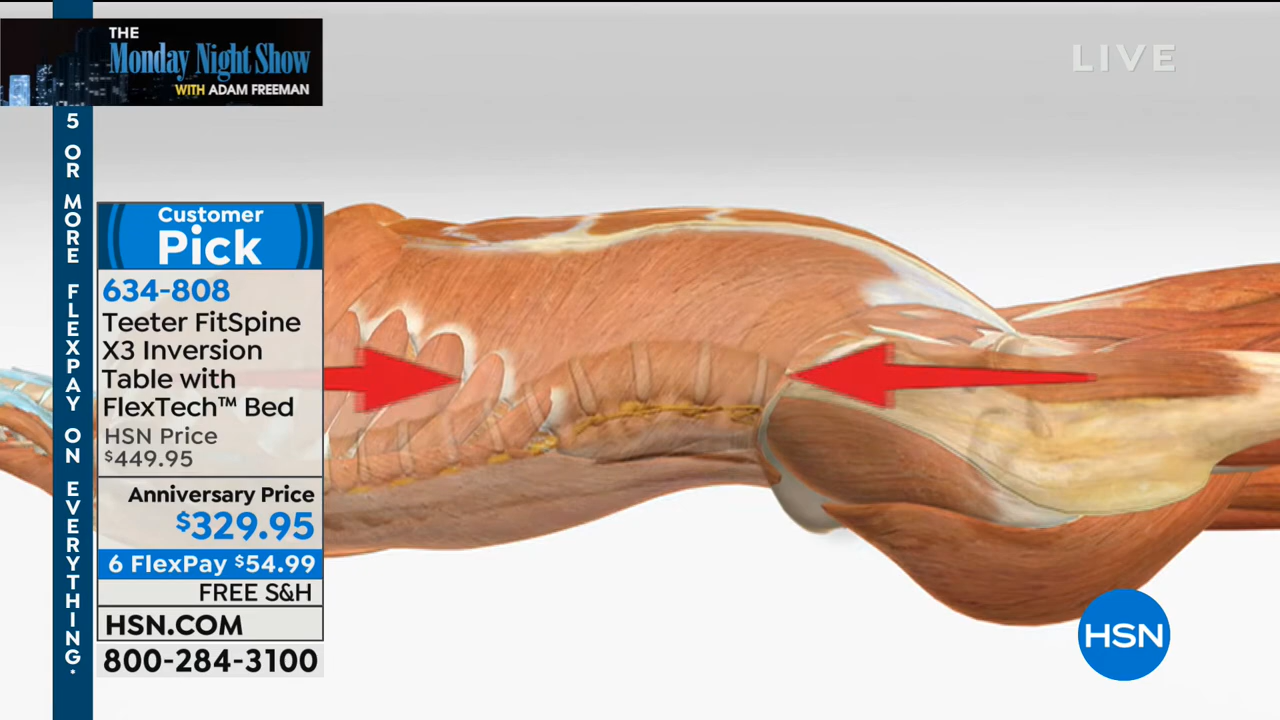 THE
Monday Night Show
WITH ADAM FREEMAN
LIVE
5 OR MORE FLEXPAY ON EVERYTHING.*
Customer
Pick
634-808
Teeter FitSpine
X3 Inversion
Table with
FlexTech™ Bed
HSN Price
$449.95
Anniversary Price
$329.95
6 FlexPay $54.99
FREE S&H
HSN.COM
800-284-3100
HSN